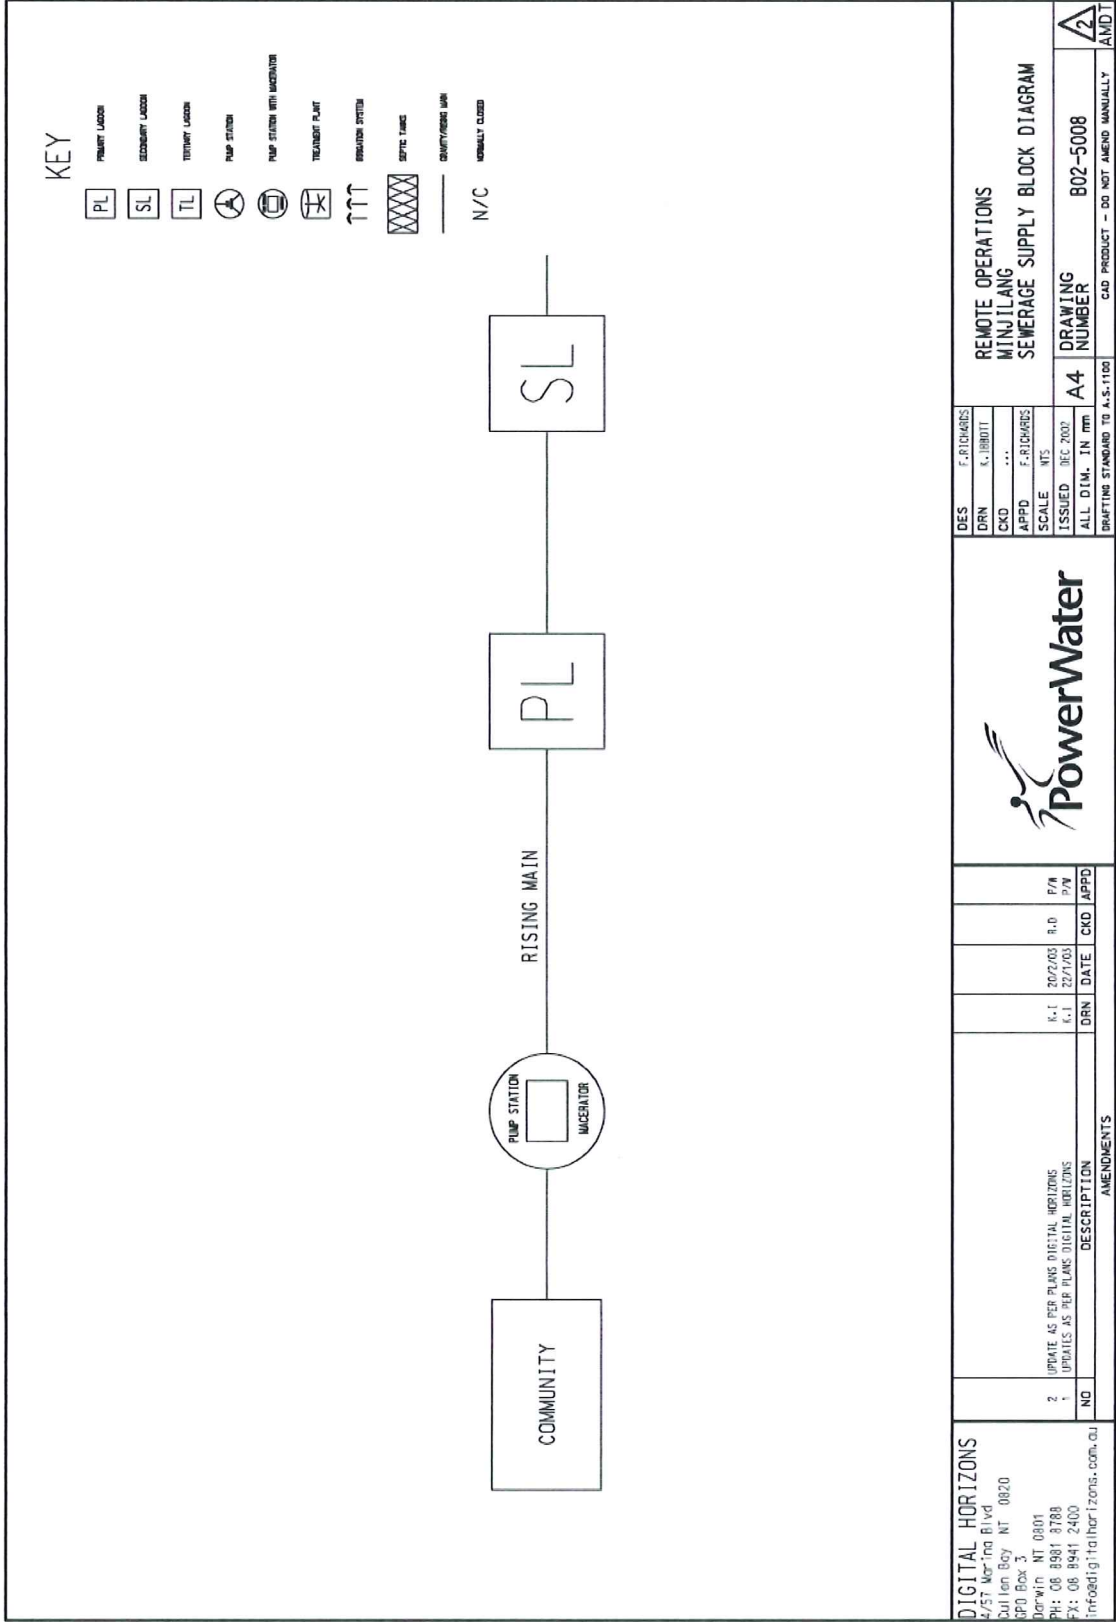 KEY
PL PRIMARY LAGOON
SL SECONDARY LAGOON
TL TERTIARY LAGOON
PUMP STATION
PUMP STATION WITH MACERATOR
TREATMENT PLANT
IRRIGATION SYSTEM
SEPTIC TANKS
GRAVITY/RISING MAIN
N/C NORMALLY CLOSED
COMMUNITY
PUMP STATION
MACERATOR
RISING MAIN
PL
SL
DIGITAL HORIZONS
4/57 Marina Blvd
Cullen Bay NT 0820
GPO Box 3
Darwin NT 0801
PH: 08 8981 8788
FX: 08 8941 2400
info@digitalhorizons.com.au
2 UPDATE AS PER PLANS DIGITAL HORIZONS K.I 20/2/03 R.D P/W
1 UPDATES AS PER PLANS DIGITAL HORIZONS K.I 22/1/03 P/W
NO DESCRIPTION DRN DATE CKD APPD
AMENDMENTS
PowerWater
DES F.RICHARDS
DRN K.IBBOTT
CKD ...
APPD F.RICHARDS
SCALE NTS
ISSUED DEC 2002
ALL DIM. IN mm
A4
DRAFTING STANDARD TO A.S.1100
REMOTE OPERATIONS
MINJILANG
SEWERAGE SUPPLY BLOCK DIAGRAM
DRAWING
NUMBER
B02-5008
2
AMDT
CAD PRODUCT - DO NOT AMEND MANUALLY